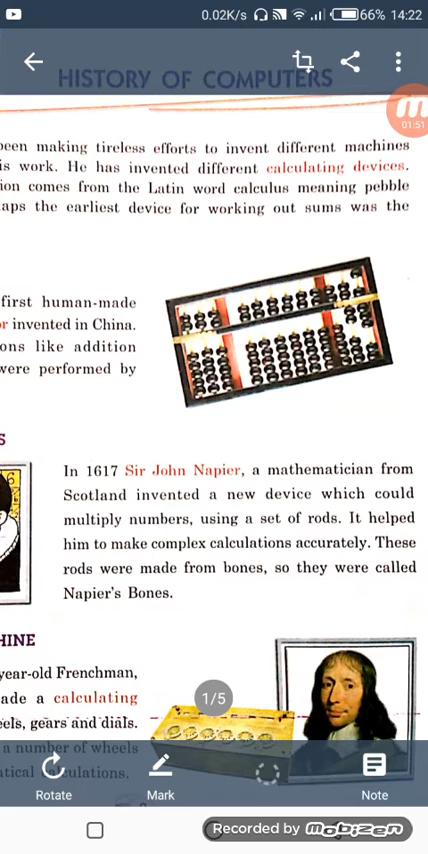 0.02K/s 66% 14:22
HISTORY OF COMPUTERS
01:51
been making tireless efforts to invent different machines
is work. He has invented different calculating devices.
ion comes from the Latin word calculus meaning pebble
aps the earliest device for working out sums was the
first human-made
or invented in China.
ons like addition
were performed by
S
In 1617 Sir John Napier, a mathematician from
Scotland invented a new device which could
multiply numbers, using a set of rods. It helped
him to make complex calculations accurately. These
rods were made from bones, so they were called
Napier's Bones.
HINE
year-old Frenchman,
ade a calculating
eels, gears and dials.
a number of wheels
atical calculations.
1/5
Rotate Mark Note
Recorded by mobizen